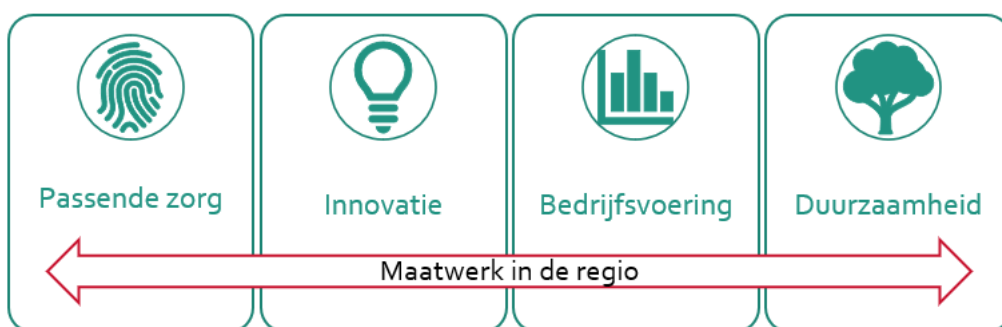 Passende zorg
Innovatie
Bedrijfsvoering
Duurzaamheid
Maatwerk in de regio